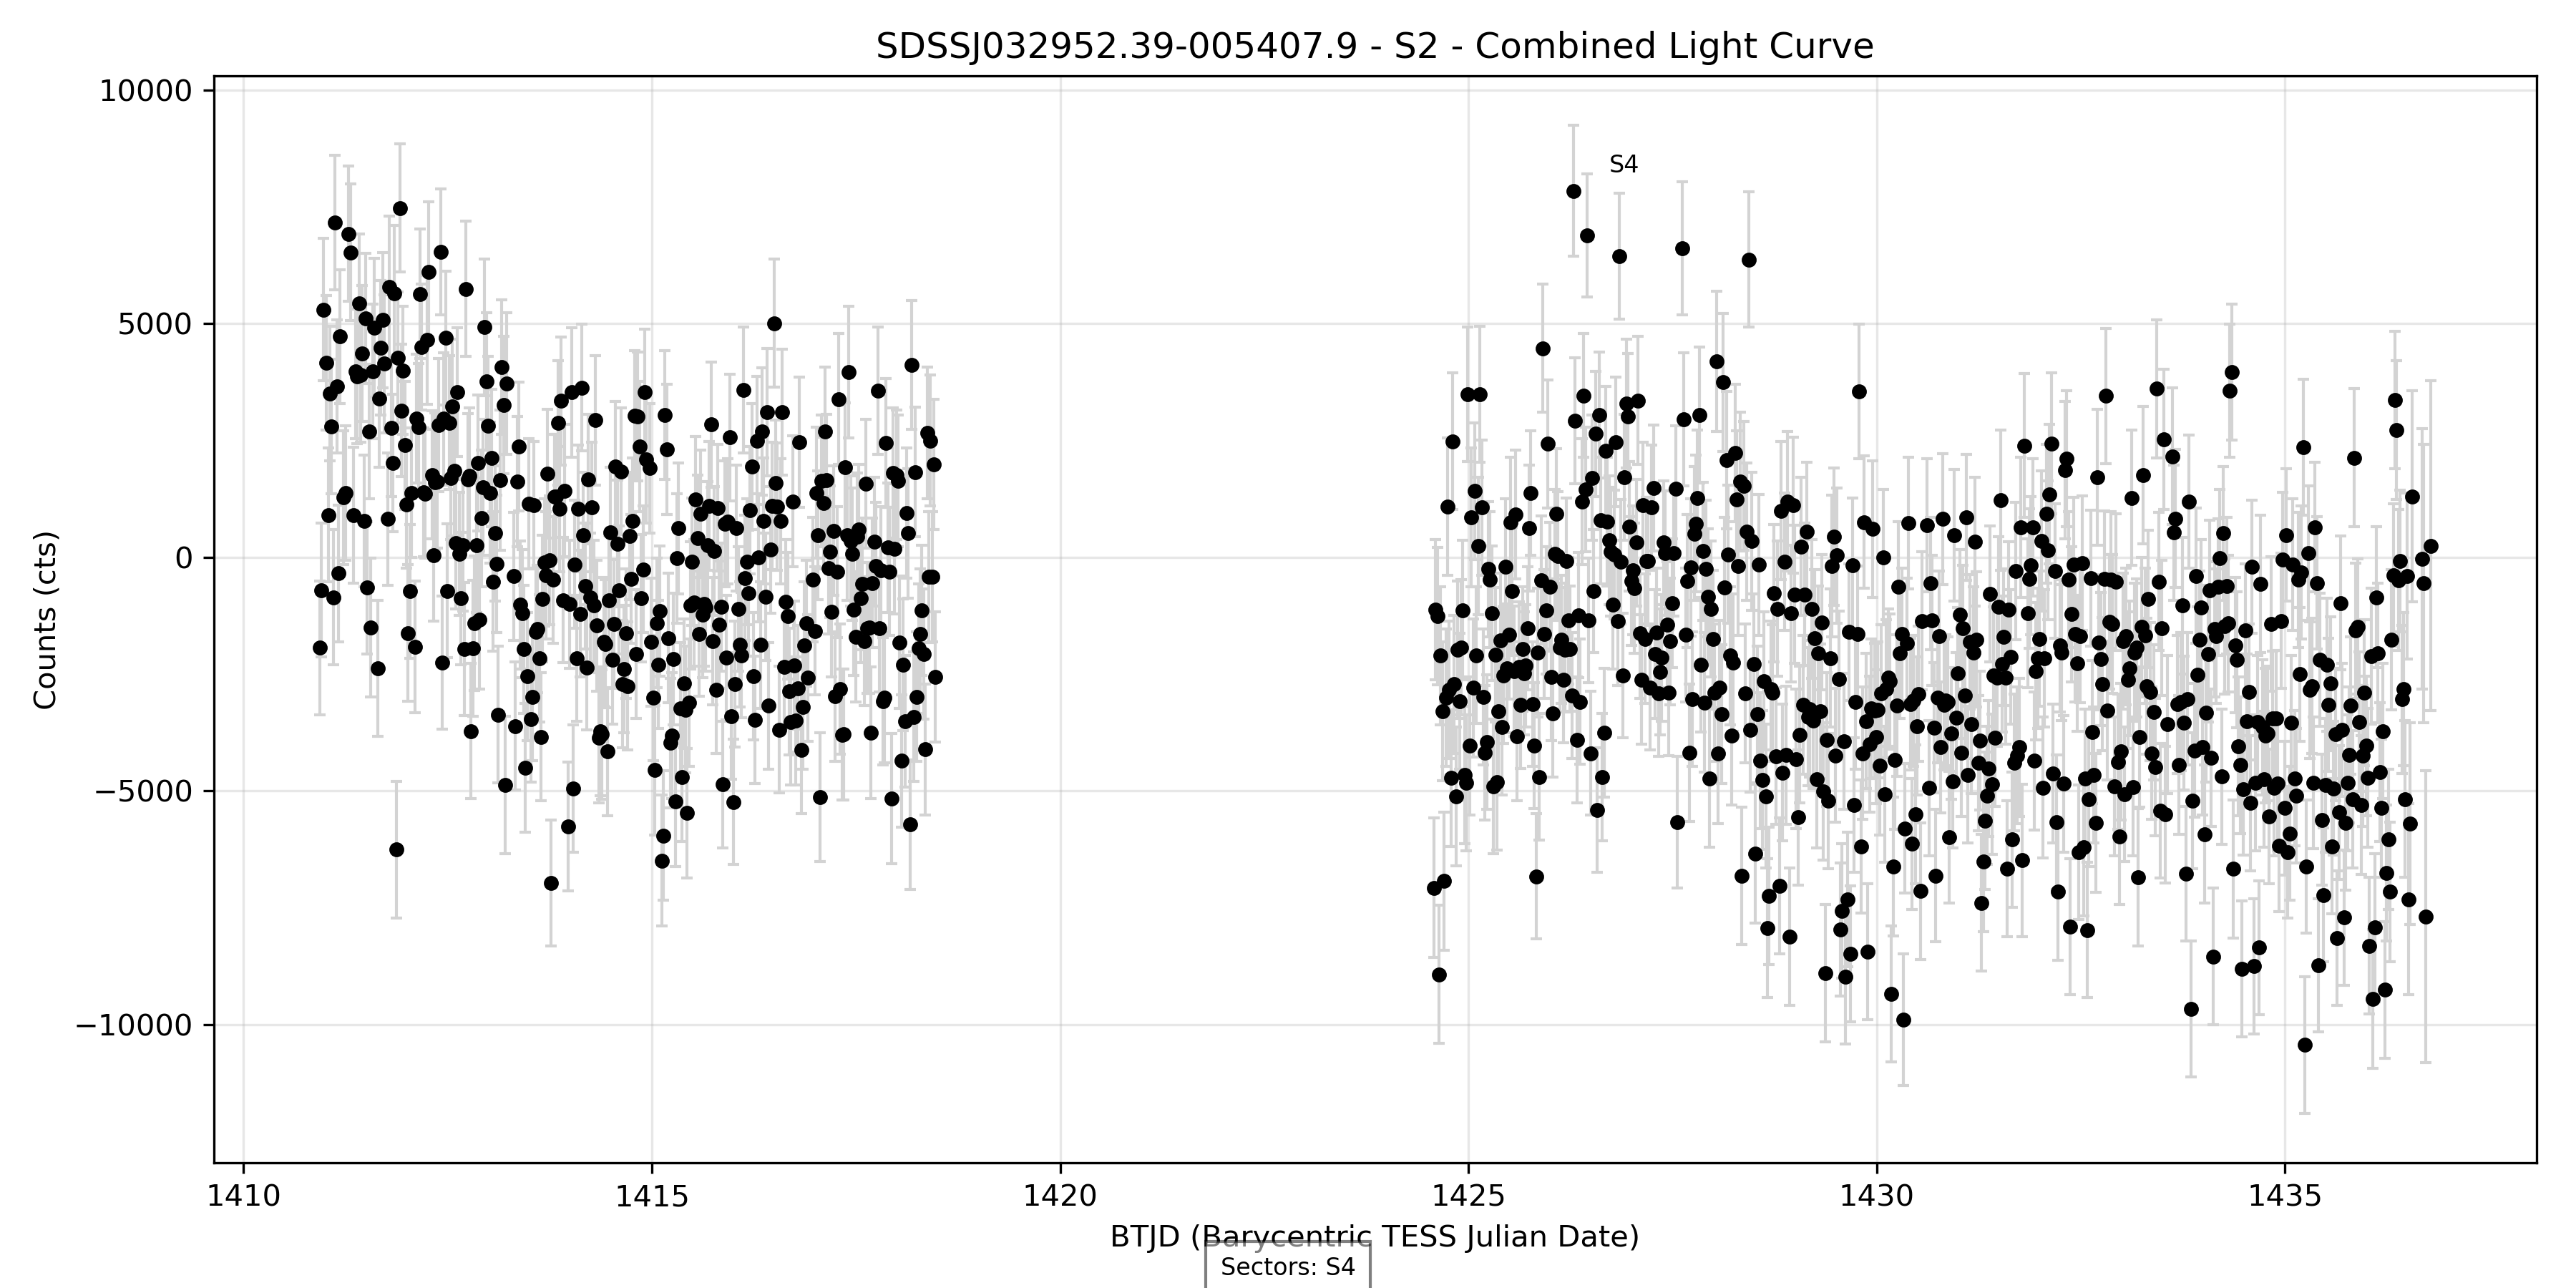 SDSSJ032952.39-005407.9 - S2 - Combined Light Curve
10000
5000
0
−5000
−10000
Counts (cts)
S4
1410 1415 1420 1425 1430 1435
BTJD (Barycentric TESS Julian Date)
Sectors: S4